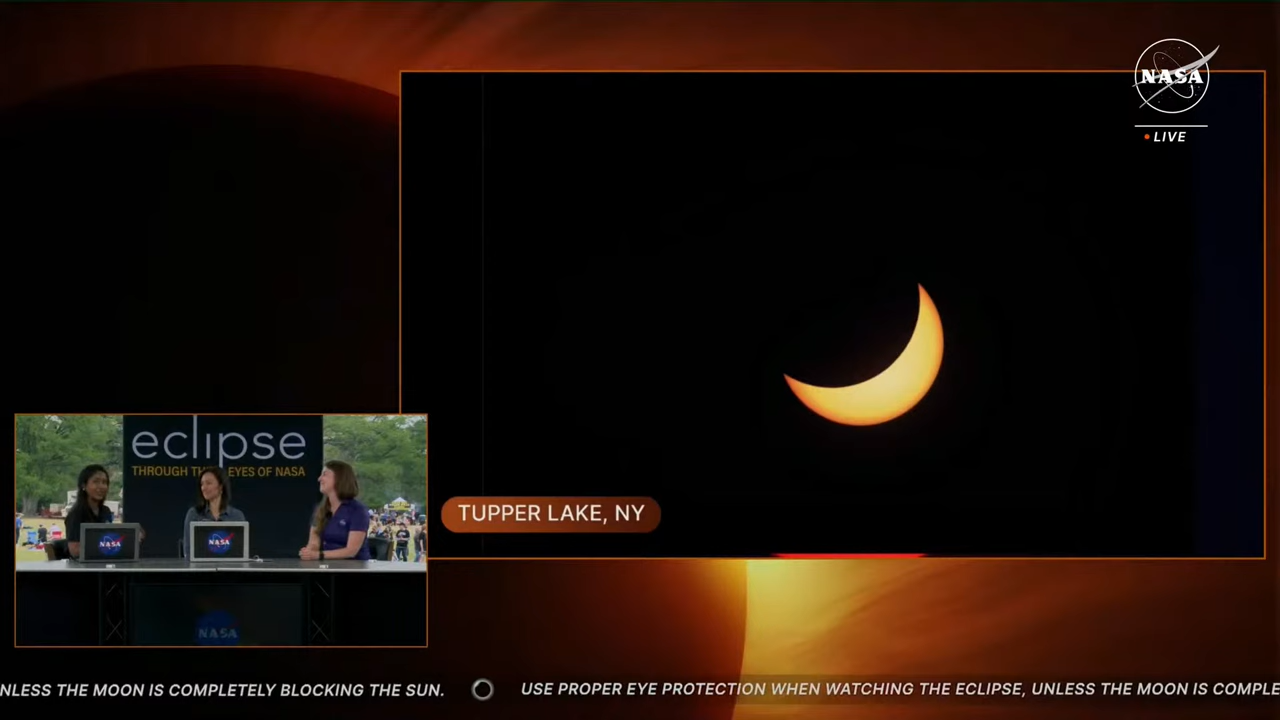 NASA
LIVE
eclipse
THROUGH THE EYES OF NASA
NASA
NASA
NASA
TUPPER LAKE, NY
NLESS THE MOON IS COMPLETELY BLOCKING THE SUN.
USE PROPER EYE PROTECTION WHEN WATCHING THE ECLIPSE, UNLESS THE MOON IS COMPLE